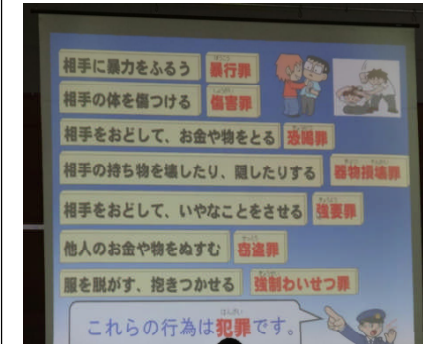 相手に暴力をふるう 暴行罪
相手の体を傷つける 傷害罪
相手をおどして、お金や物をとる 恐喝罪
相手の持ち物を壊したり、隠したりする 器物損壊罪
相手をおどして、いやなことをさせる 強要罪
他人のお金や物をぬすむ 窃盗罪
服を脱がす、抱きつかせる 強制わいせつ罪
これらの行為は犯罪です。